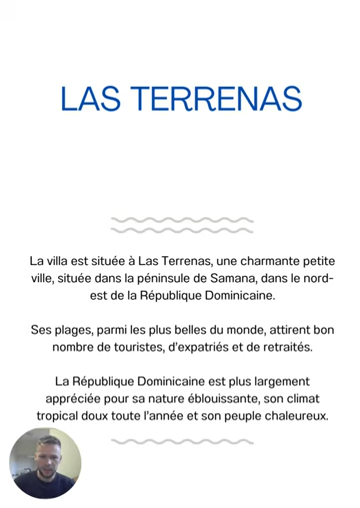 LAS TERRENAS
La villa est située à Las Terrenas, une charmante petite
ville, située dans la péninsule de Samana, dans le nord-
est de la République Dominicaine.
Ses plages, parmi les plus belles du monde, attirent bon
nombre de touristes, d'expatriés et de retraités.
La République Dominicaine est plus largement
appréciée pour sa nature éblouissante, son climat
tropical doux toute l'année et son peuple chaleureux.